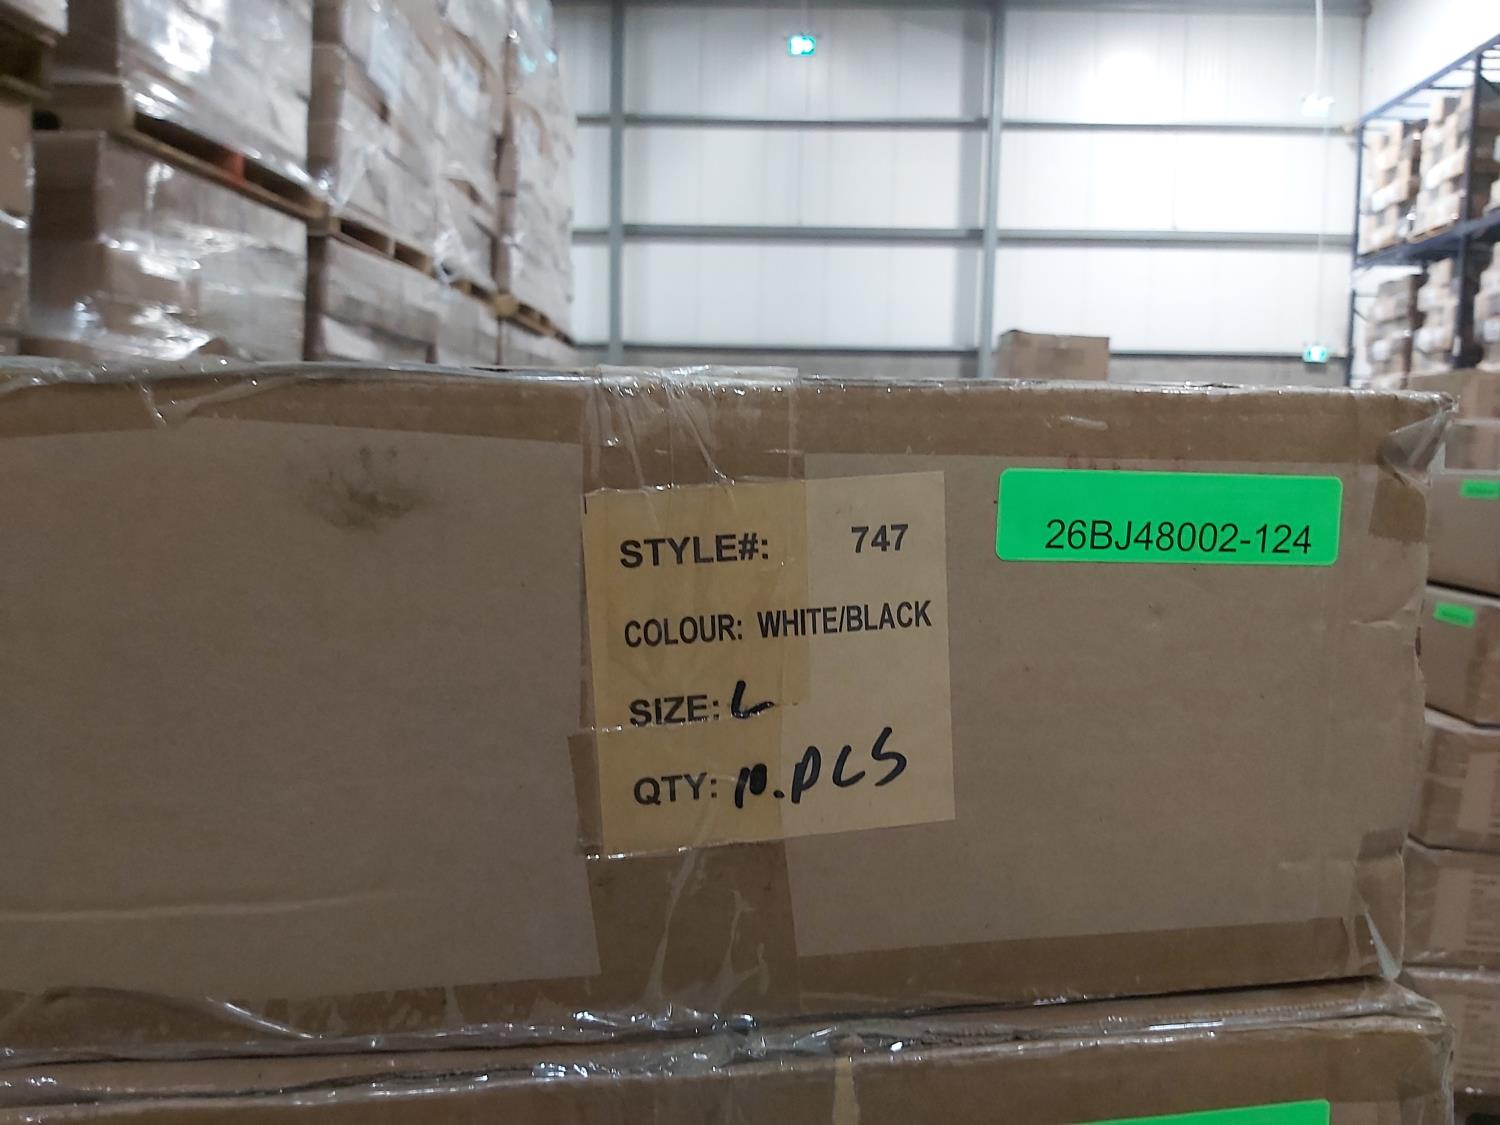 STYLE#: 747
26BJ48002-124
COLOUR: WHITE/BLACK
SIZE: L
QTY: 10.PCS